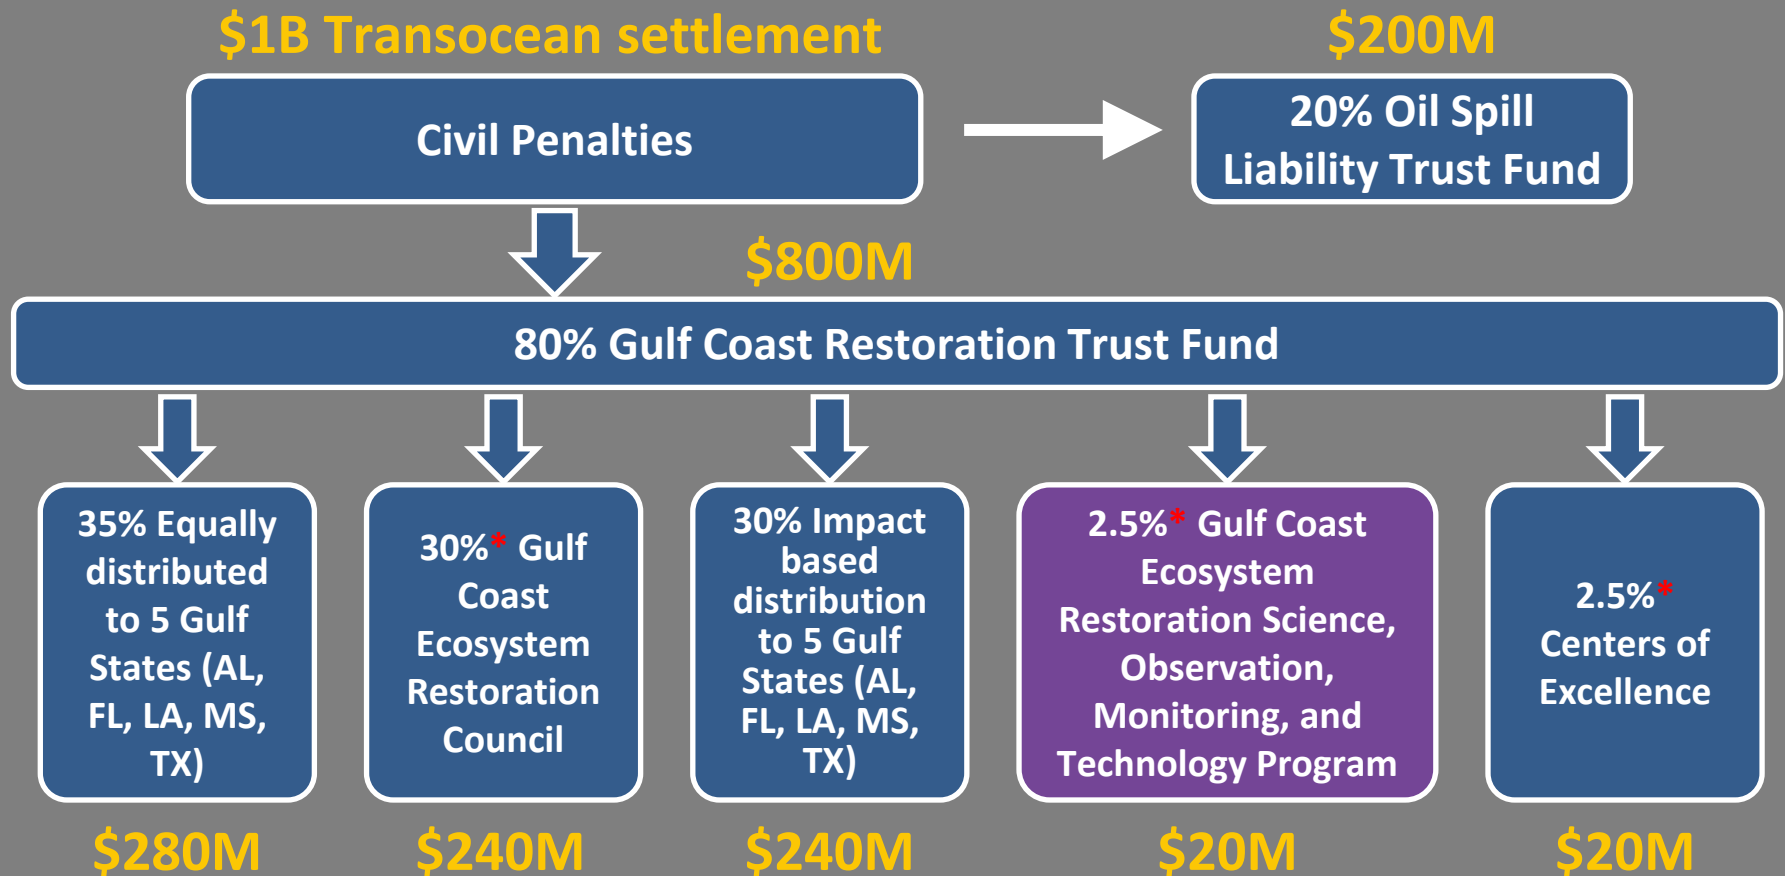 $1B Transocean settlement
$200M
Civil Penalties
20% Oil Spill
Liability Trust Fund
$800M
80% Gulf Coast Restoration Trust Fund
35% Equally
distributed
to 5 Gulf
States (AL,
FL, LA, MS,
TX)
30%* Gulf
Coast
Ecosystem
Restoration
Council
30% Impact
based
distribution
to 5 Gulf
States (AL,
FL, LA, MS,
TX)
2.5%* Gulf Coast
Ecosystem
Restoration Science,
Observation,
Monitoring, and
Technology Program
2.5%*
Centers of
Excellence
$280M
$240M
$240M
$20M
$20M